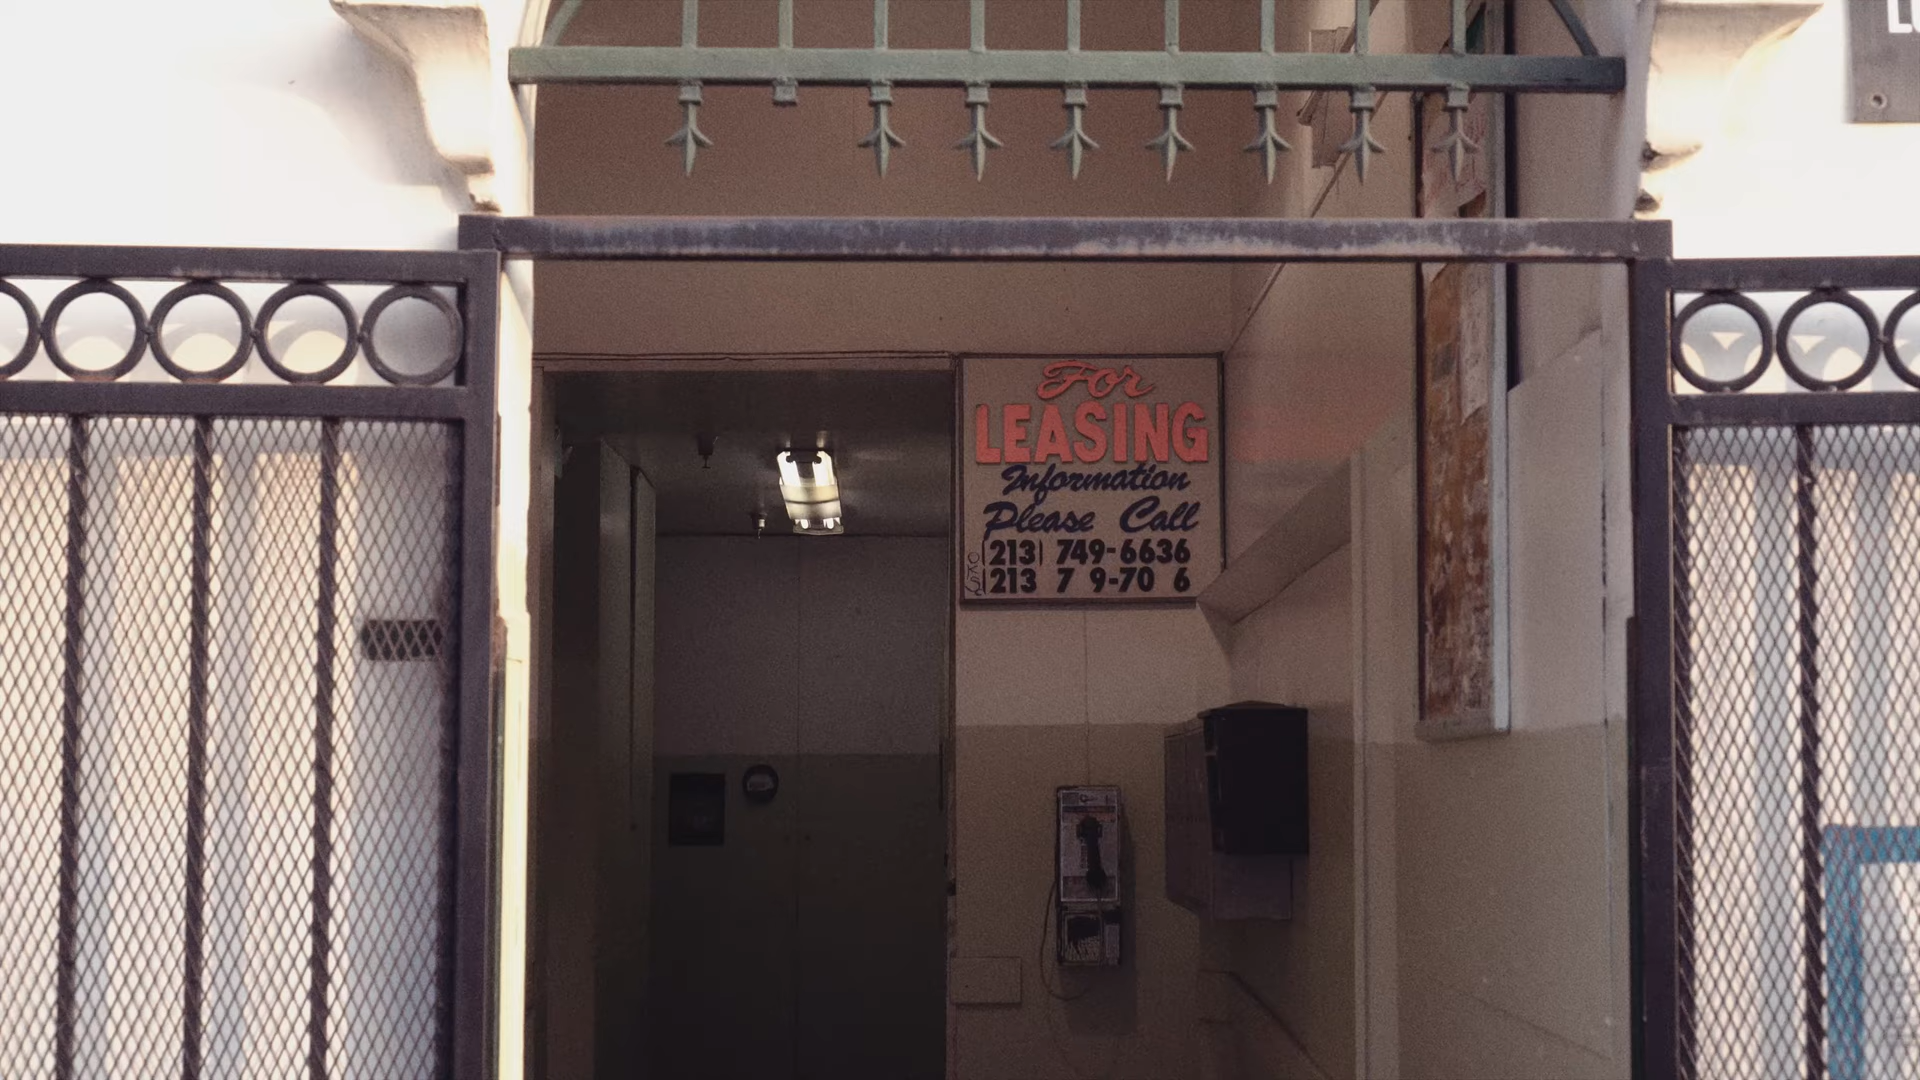 For
LEASING
Information
Please Call
(213) 749-6636
213 7 9-70 6